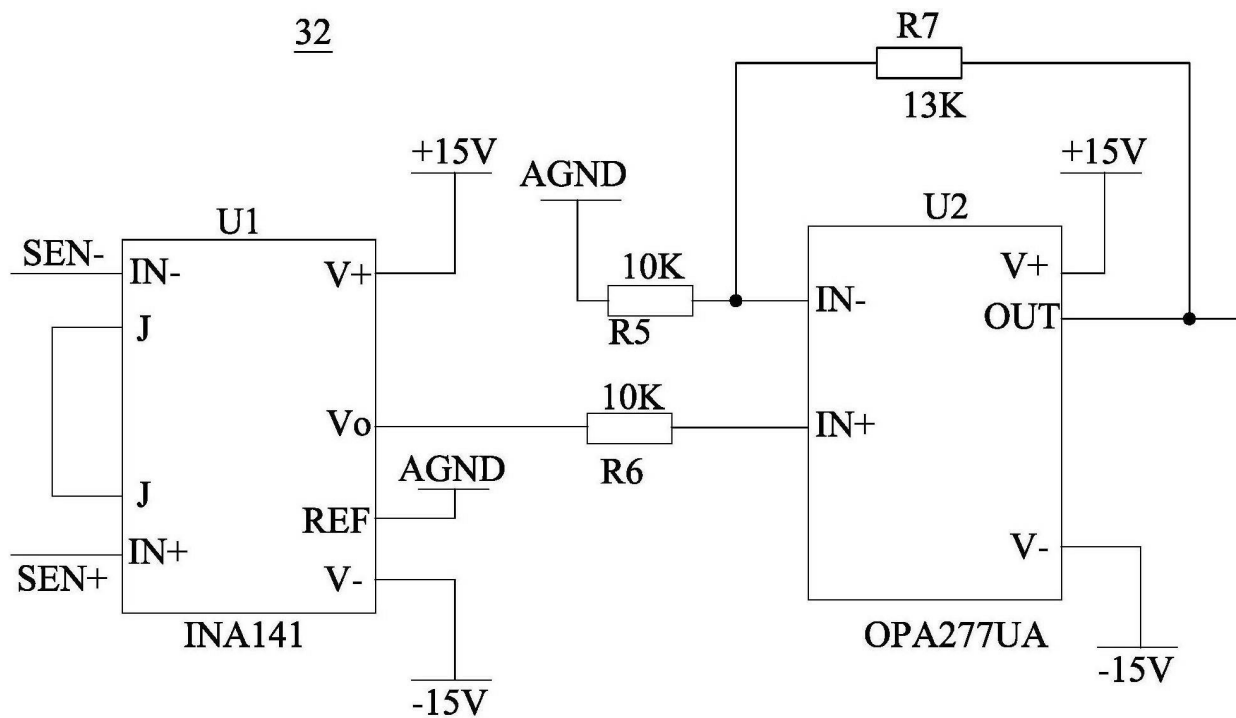 32
R7
13K
+15V
+15V
AGND
U1
U2
SEN-
IN-
V+
10K
IN-
V+
OUT
J
R5
10K
Vo
IN+
R6
AGND
J
REF
IN+
SEN+
V-
V-
INA141
OPA277UA
-15V
-15V